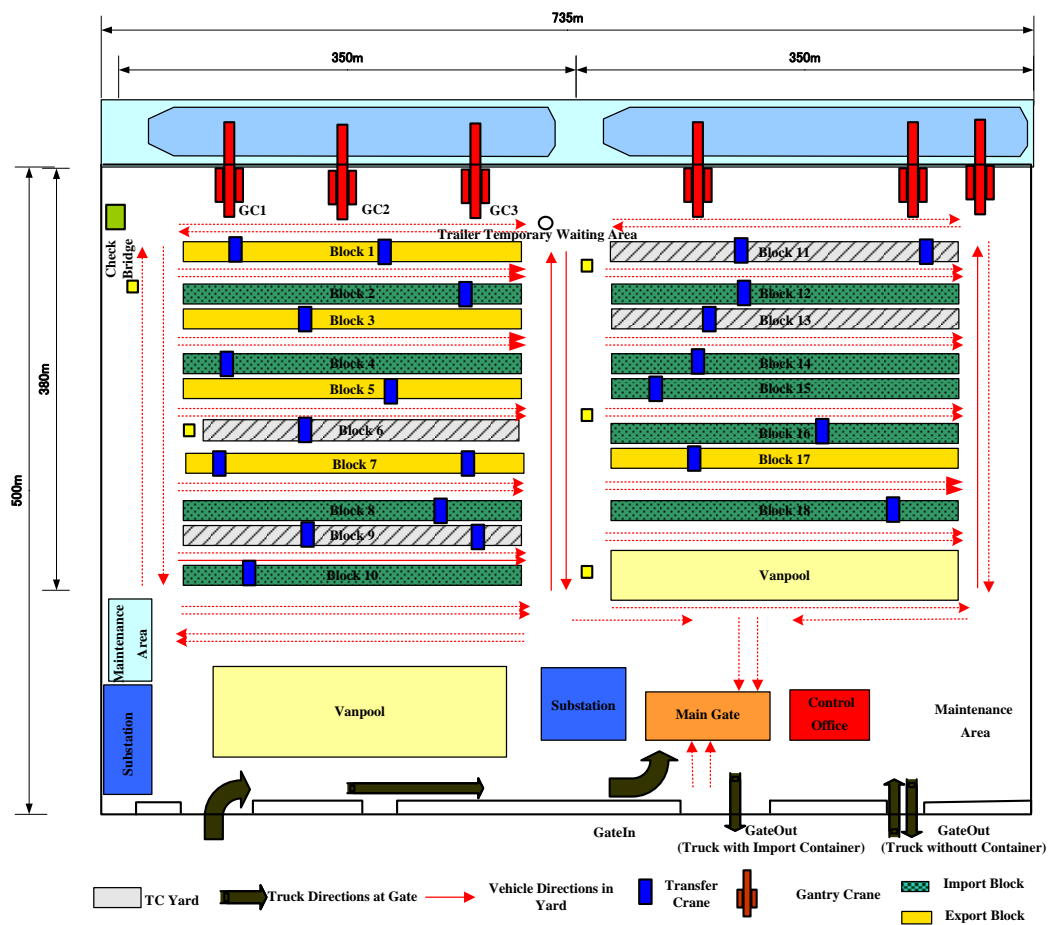 735m
350m
350m
GC1
GC2
GC3
Trailer Temporary Waiting Area
Check
Bridge
Block 1
Block 11
Block 2
Block 12
Block 3
Block 13
Block 4
Block 14
Block 5
Block 15
Block 6
Block 16
Block 7
Block 17
Block 8
Block 18
Block 9
Block 10
Vanpool
380m
500m
Maintenance
Area
Substation
Vanpool
Substation
Main Gate
Control
Office
Maintenance
Area
GateIn
GateOut
(Truck with Import Container)
GateOut
(Truck withoutt Container)
TC Yard
Truck Directions at Gate
Vehicle Directions in
Yard
Transfer
Crane
Gantry Crane
Import Block
Export Block